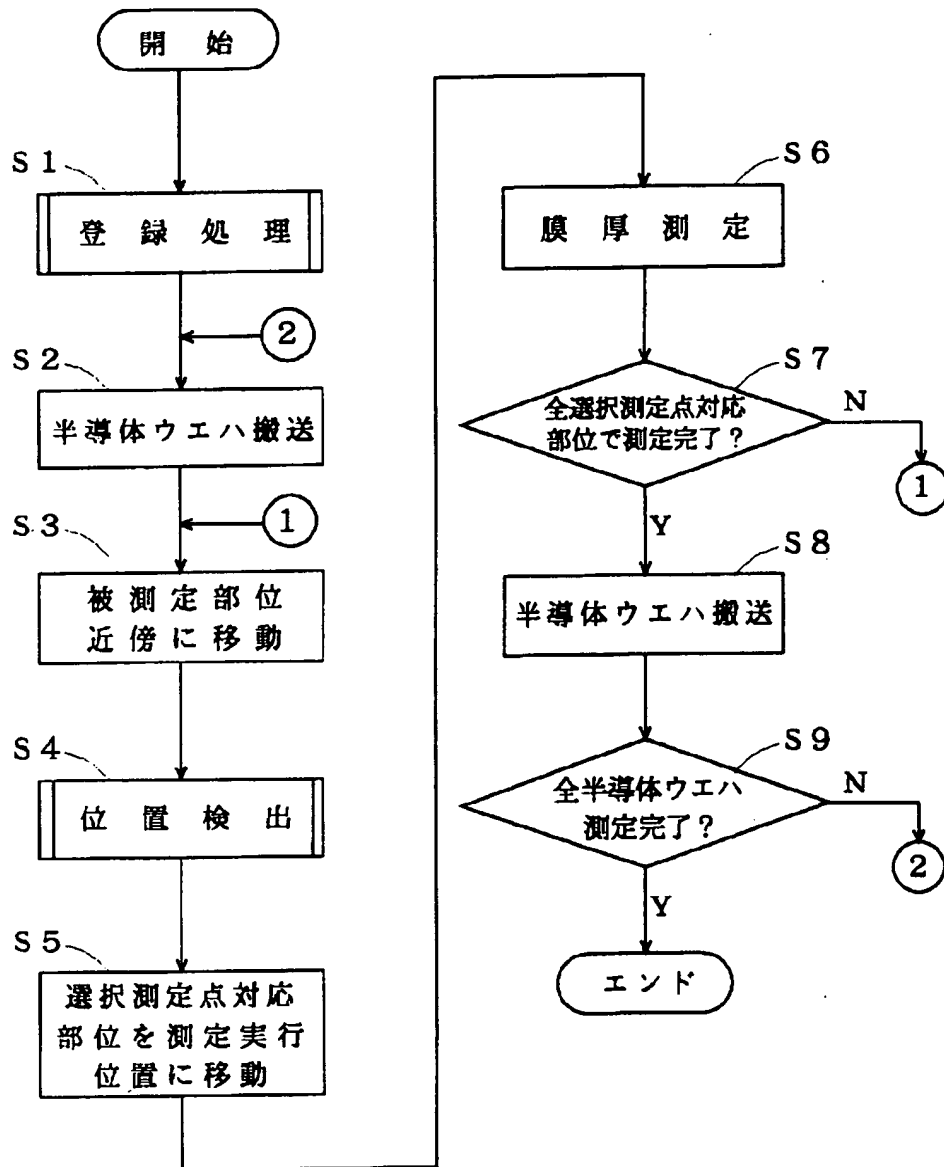 開始
S1
登録処理
②
S2
半導体ウエハ搬送
①
S3
被測定部位
近傍に移動
S4
位置検出
S5
選択測定点対応
部位を測定実行
位置に移動
S6
膜厚測定
S7
全選択測定点対応
部位で測定完了?
N
①
Y
S8
半導体ウエハ搬送
S9
全半導体ウエハ
測定完了?
N
②
Y
エンド